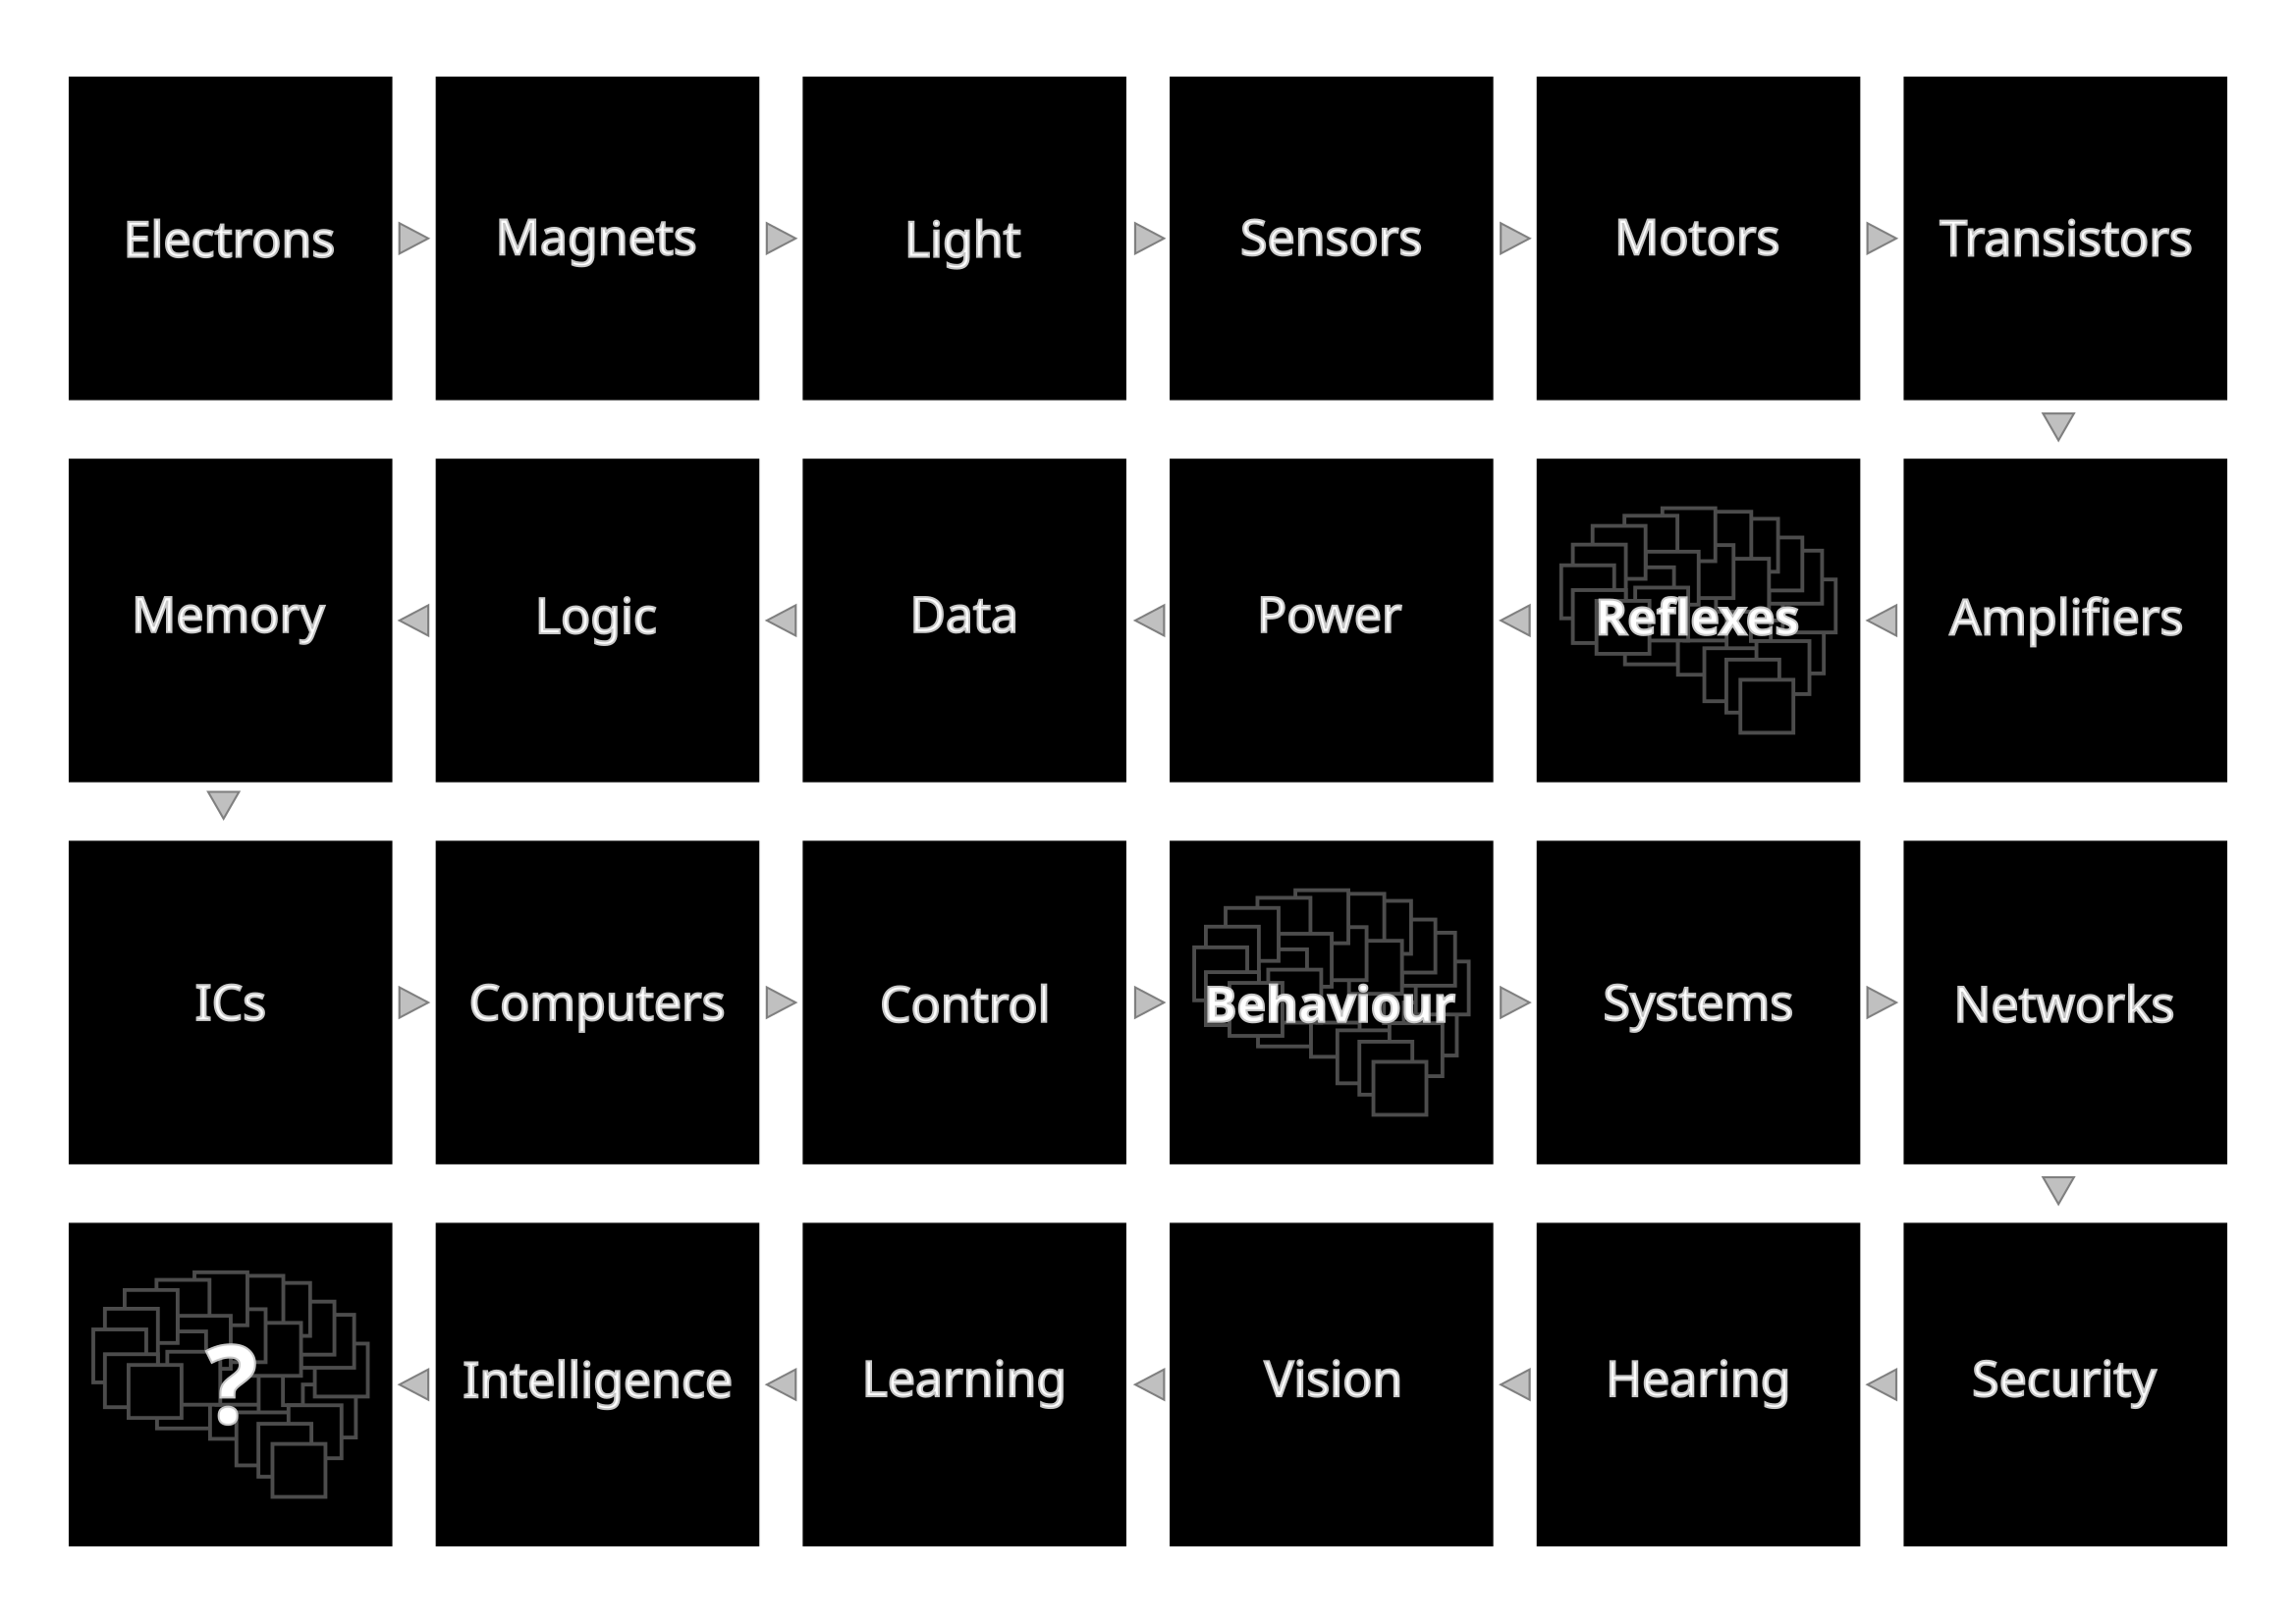 Electrons
Magnets
Light
Sensors
Motors
Transistors
Amplifiers
Reflexes
Power
Data
Logic
Memory
ICs
Computers
Control
Behaviour
Systems
Networks
Security
Hearing
Vision
Learning
Intelligence
?